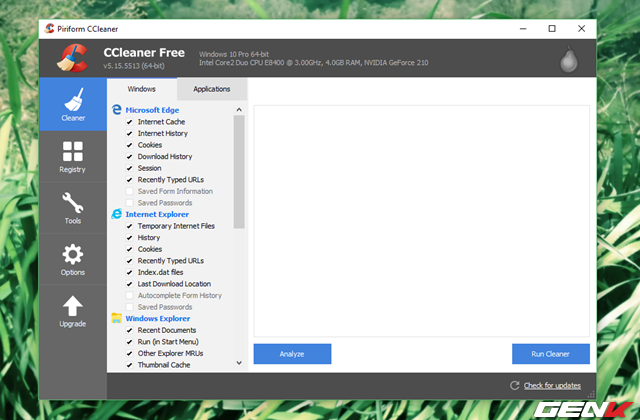 Piriform CCleaner
CCleaner Free
v5.15.5513 (64-bit)
Windows 10 Pro 64-bit
Intel Core2 Duo CPU E8400 @ 3.00GHz, 4.0GB RAM, NVIDIA GeForce 210
Cleaner
Registry
Tools
Options
Upgrade
Windows
Applications
Microsoft Edge
Internet Cache
Internet History
Cookies
Download History
Session
Recently Typed URLs
Saved Form Information
Saved Passwords
Internet Explorer
Temporary Internet Files
History
Cookies
Recently Typed URLs
Index.dat files
Last Download Location
Autocomplete Form History
Saved Passwords
Windows Explorer
Recent Documents
Run (in Start Menu)
Other Explorer MRUs
Thumbnail Cache
Analyze
Run Cleaner
Check for updates
GENK